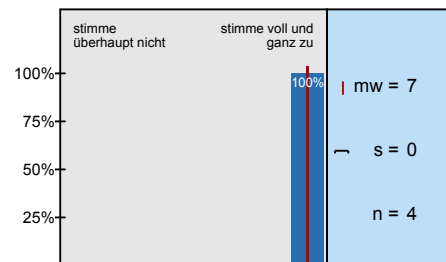 stimme
überhaupt nicht
stimme voll und
ganz zu
100%
75%
50%
25%
100%
mw = 7
s = 0
n = 4